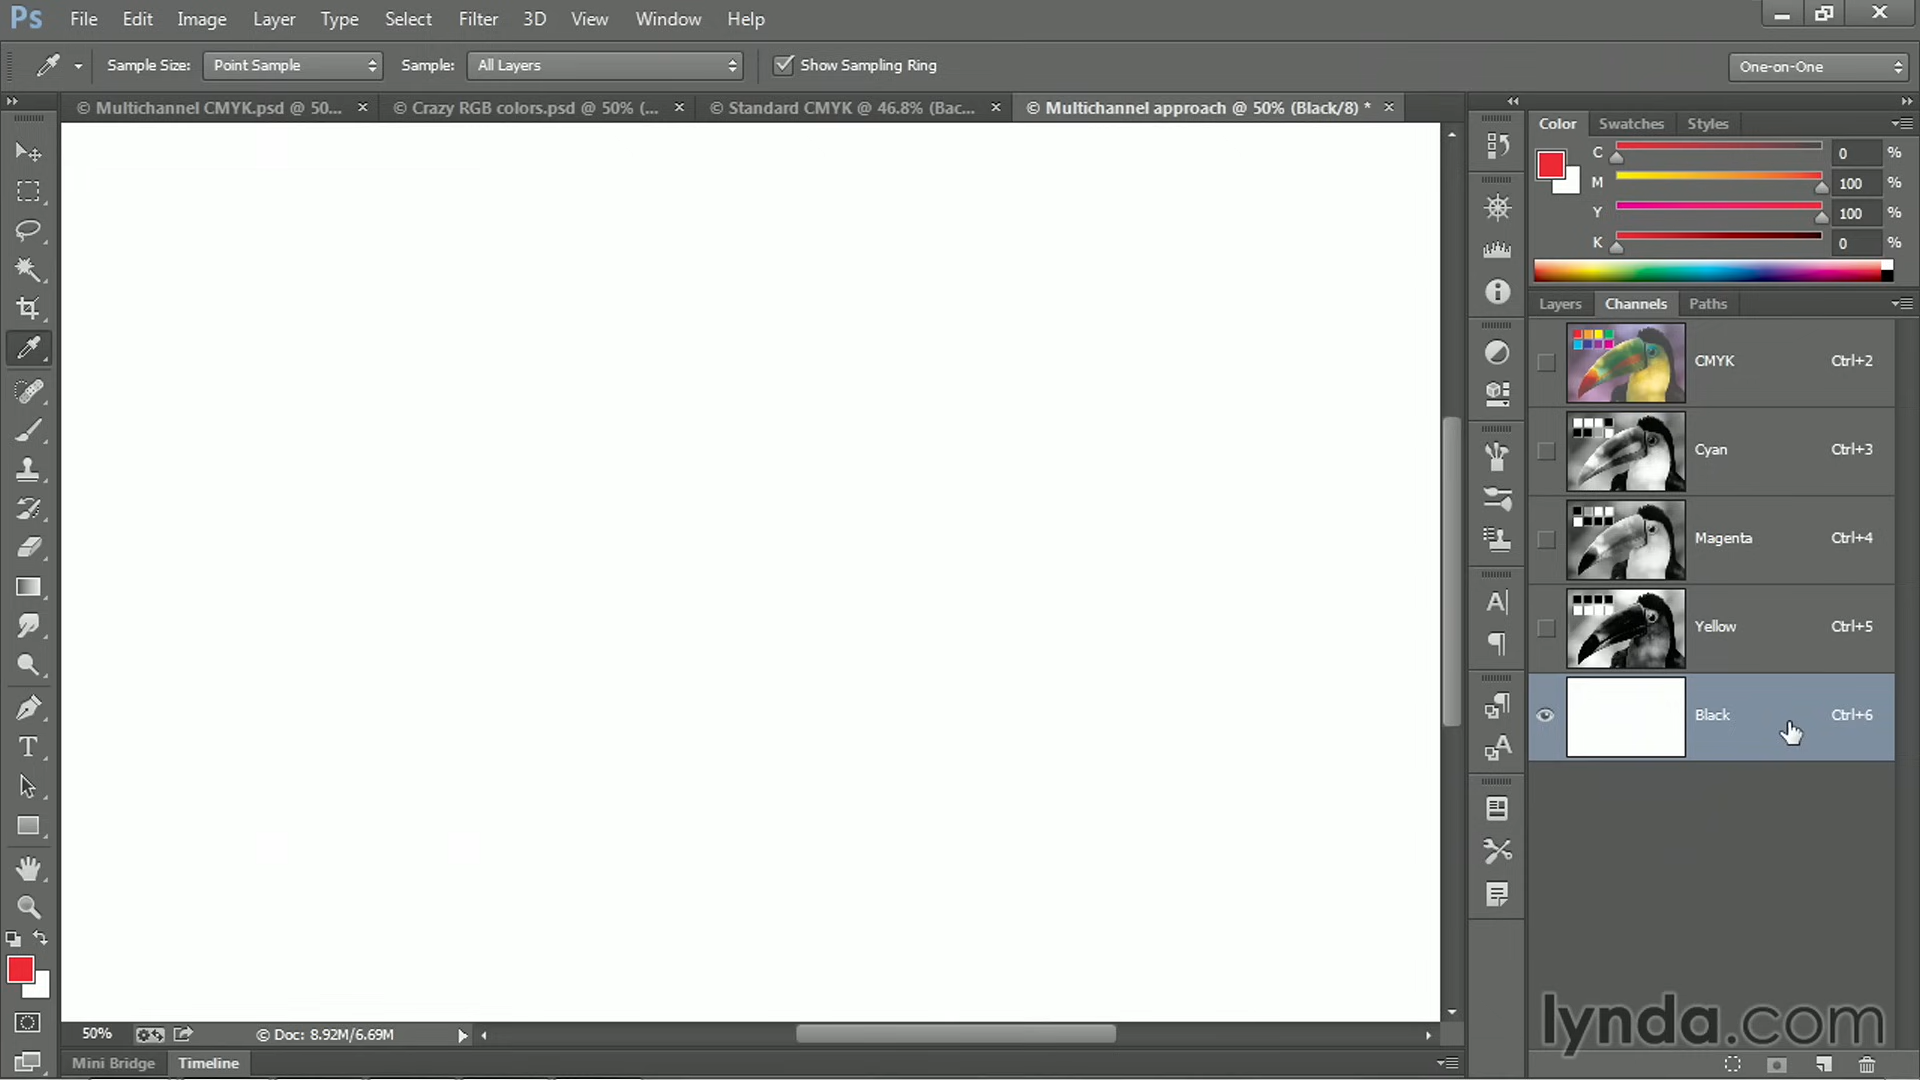 Ps File Edit Image Layer Type Select Filter 3D View Window Help
Sample Size: Point Sample Sample: All Layers Show Sampling Ring One-on-One
© Multichannel CMYK.psd @ 50... × © Crazy RGB colors.psd @ 50% (... × © Standard CMYK @ 46.8% (Bac... × © Multichannel approach @ 50% (Black/8) * ×
Color Swatches Styles
C 0 %
M 100 %
Y 100 %
K 0 %
Layers Channels Paths
CMYK Ctrl+2
Cyan Ctrl+3
Magenta Ctrl+4
Yellow Ctrl+5
Black Ctrl+6
50% © Doc: 8.92M/6.69M
Mini Bridge Timeline
lynda.com